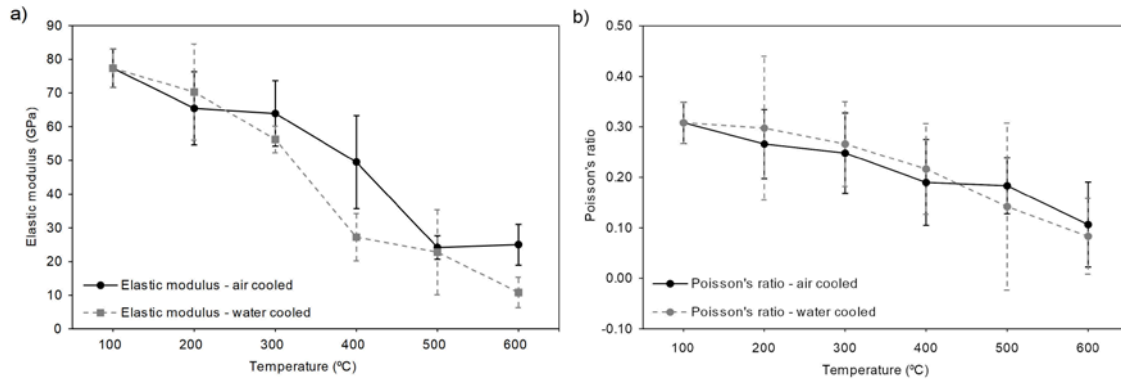 a)
90
80
70
60
50
40
30
20
10
0
Elastic modulus (GPa)
Elastic modulus - air cooled
Elastic modulus - water cooled
100 200 300 400 500 600
Temperature (ºC)
b)
0.50
0.40
0.30
0.20
0.10
0.00
-0.10
Poisson's ratio
Poisson's ratio - air cooled
Poisson's ratio - water cooled
100 200 300 400 500 600
Temperature (ºC)